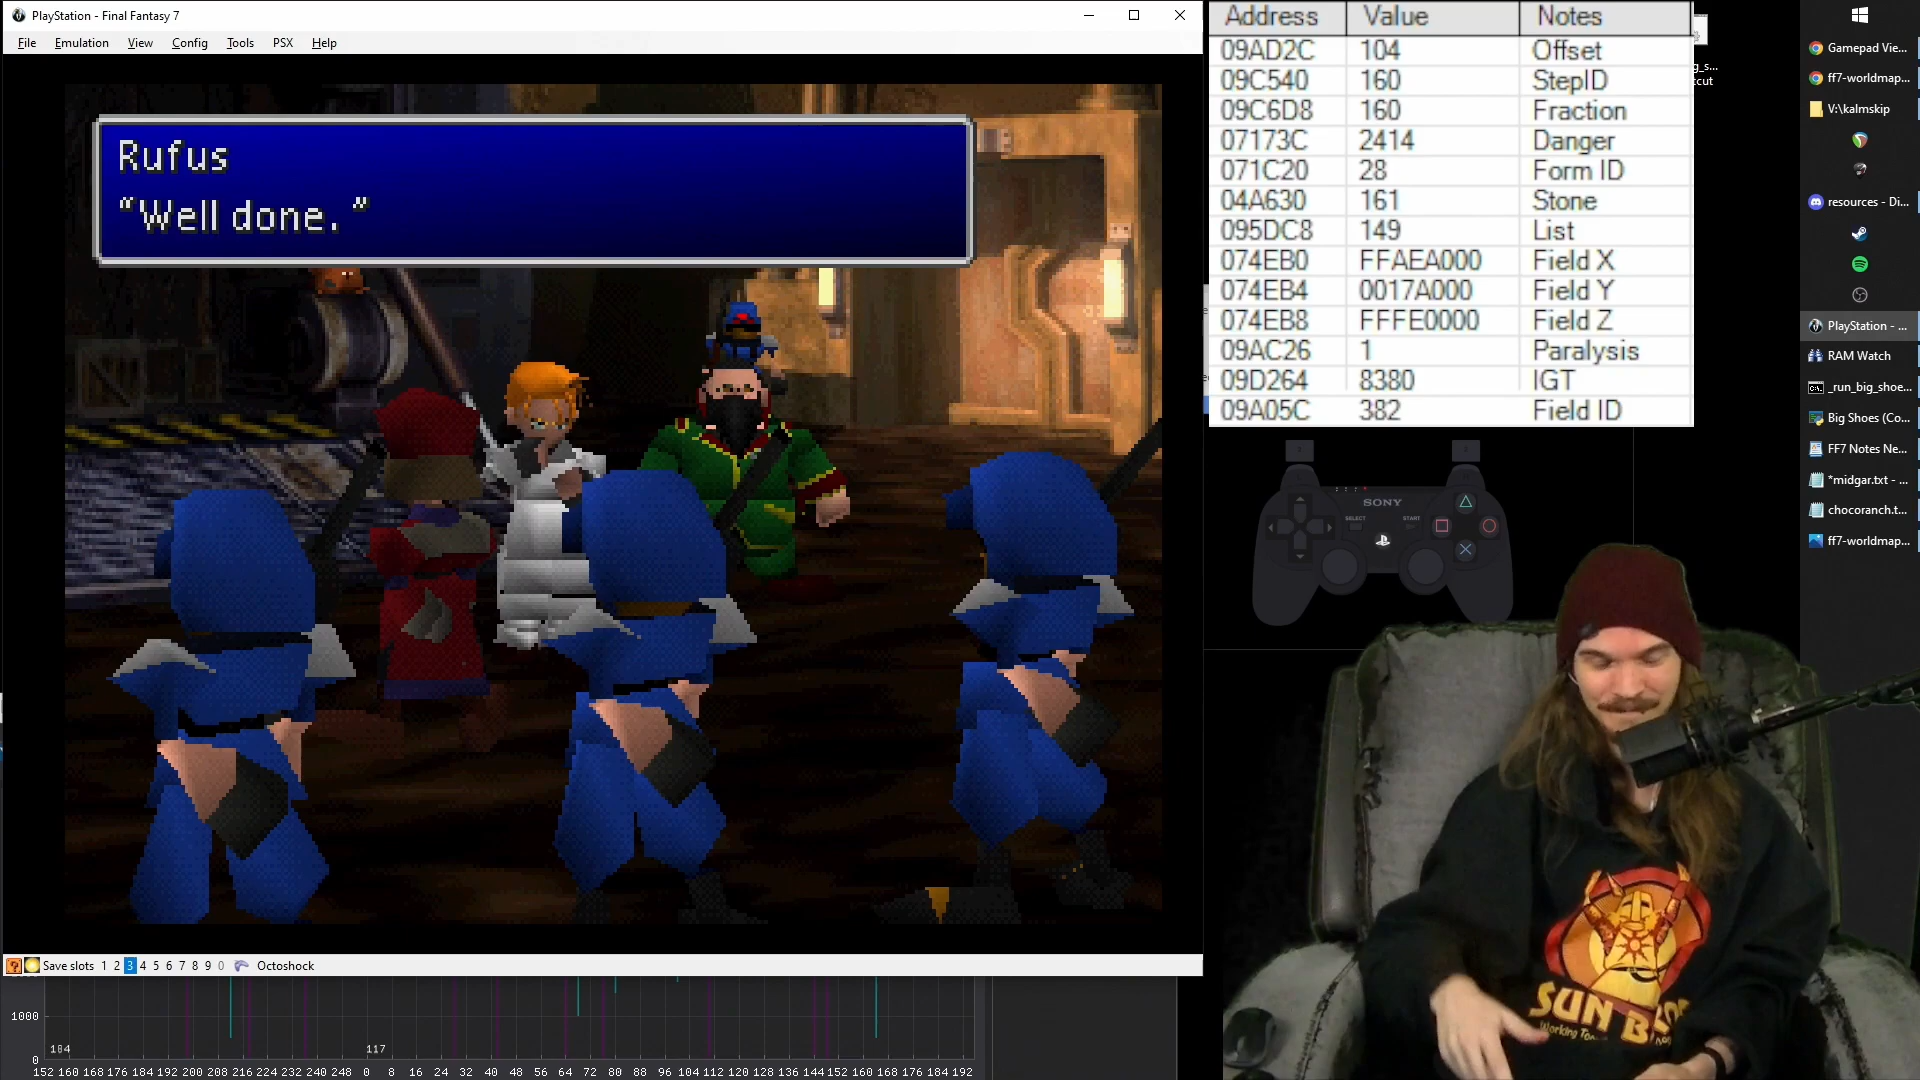 PlayStation - Final Fantasy 7
File Emulation View Config Tools PSX Help
Rufus
“Well done.”
Address Value Notes
09AD2C 104 Offset
09C540 160 StepID
09C6D8 160 Fraction
07173C 2414 Danger
071C20 28 Form ID
04A630 161 Stone
095DC8 149 List
074EB0 FFAEA000 Field X
074EB4 0017A000 Field Y
074EB8 FFFE0000 Field Z
09AC26 1 Paralysis
09D264 8380 IGT
09A05C 382 Field ID
Gamepad Vie...
ff7-worldmap...
V:\kalmskip
resources - Di...
PlayStation - ...
RAM Watch
_run_big_shoe...
Big Shoes (Co...
FF7 Notes Ne...
*midgar.txt - ...
chocoranch.t...
ff7-worldmap...
SONY
SELECT START
SUN B
Working
Save slots 1 2 3 4 5 6 7 8 9 0 Octoshock
1000
0
104 117
152 160 168 176 184 192 200 208 216 224 232 240 248 0 8 16 24 32 40 48 56 64 72 80 88 96 104 112 120 128 136 144 152 160 168 176 184 192